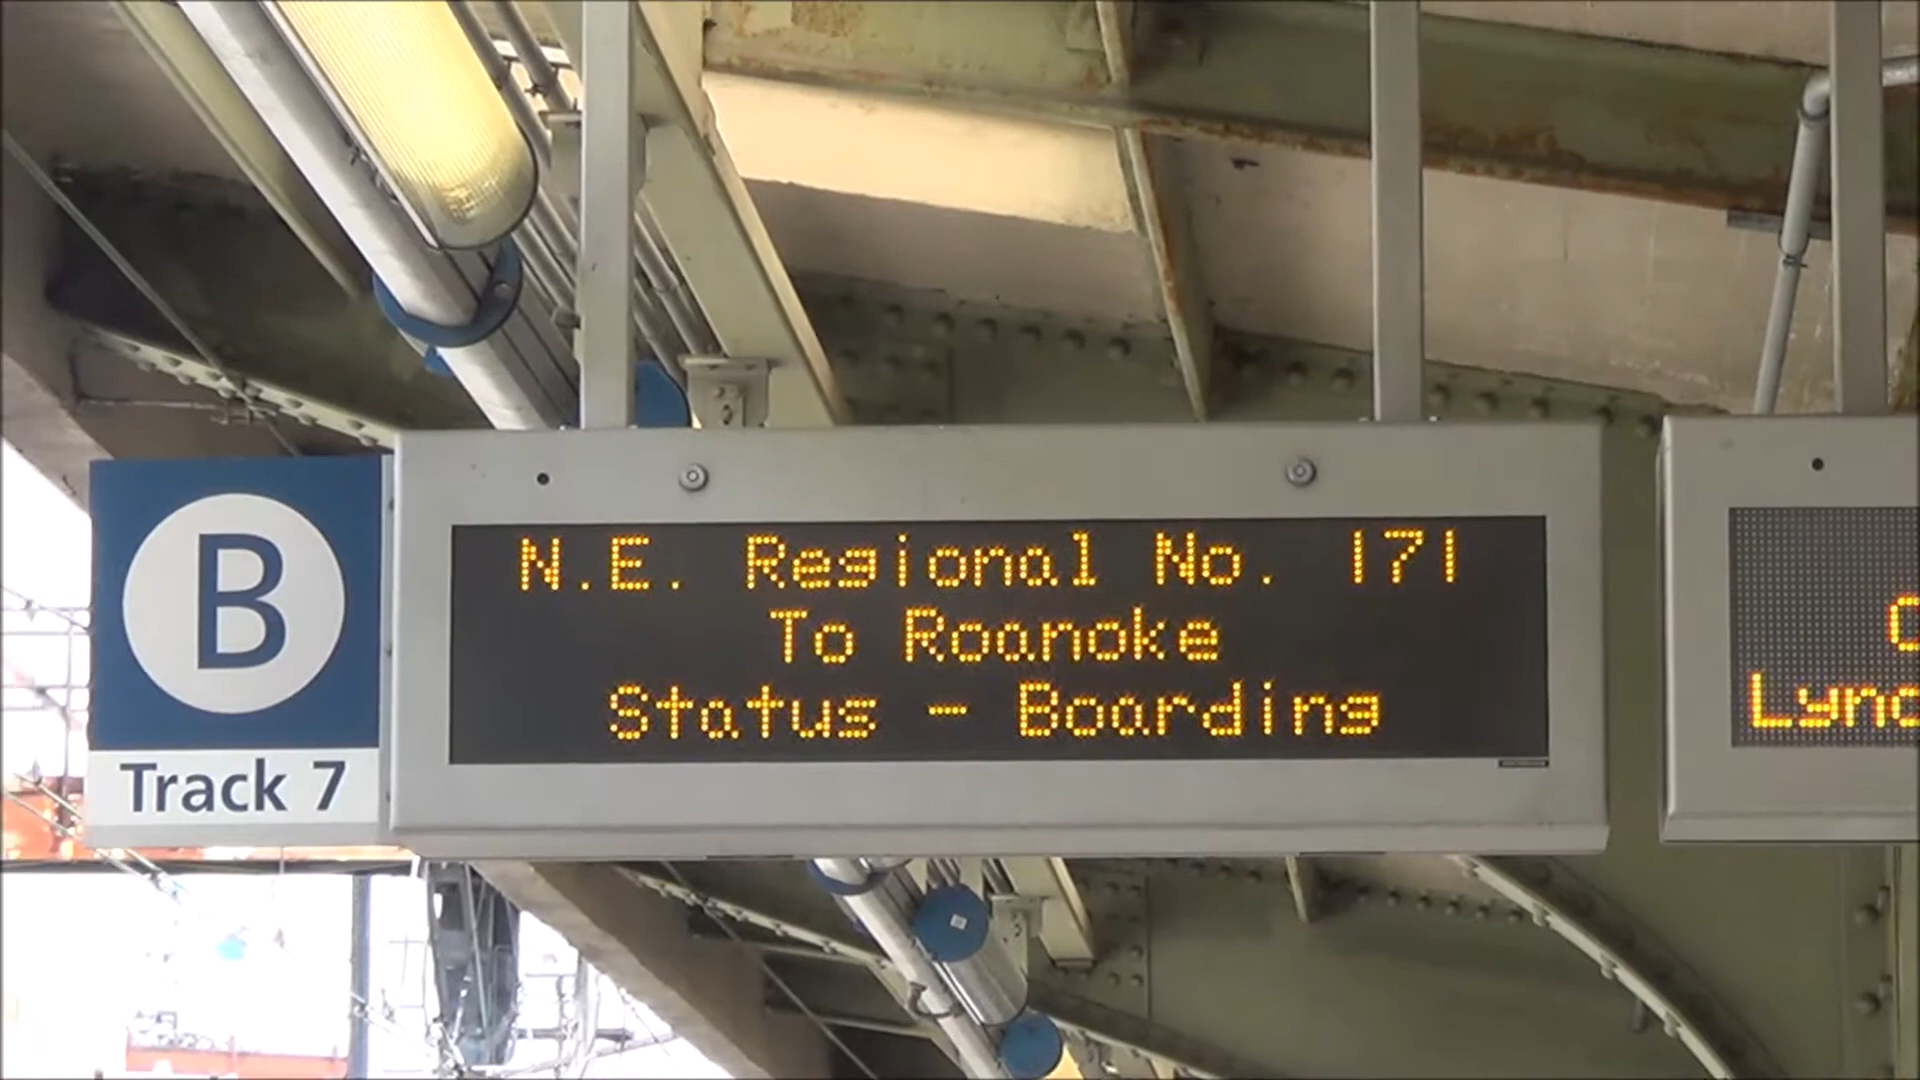 B
Track 7
N.E. Regional No. 171
To Roanoke
Status - Boarding